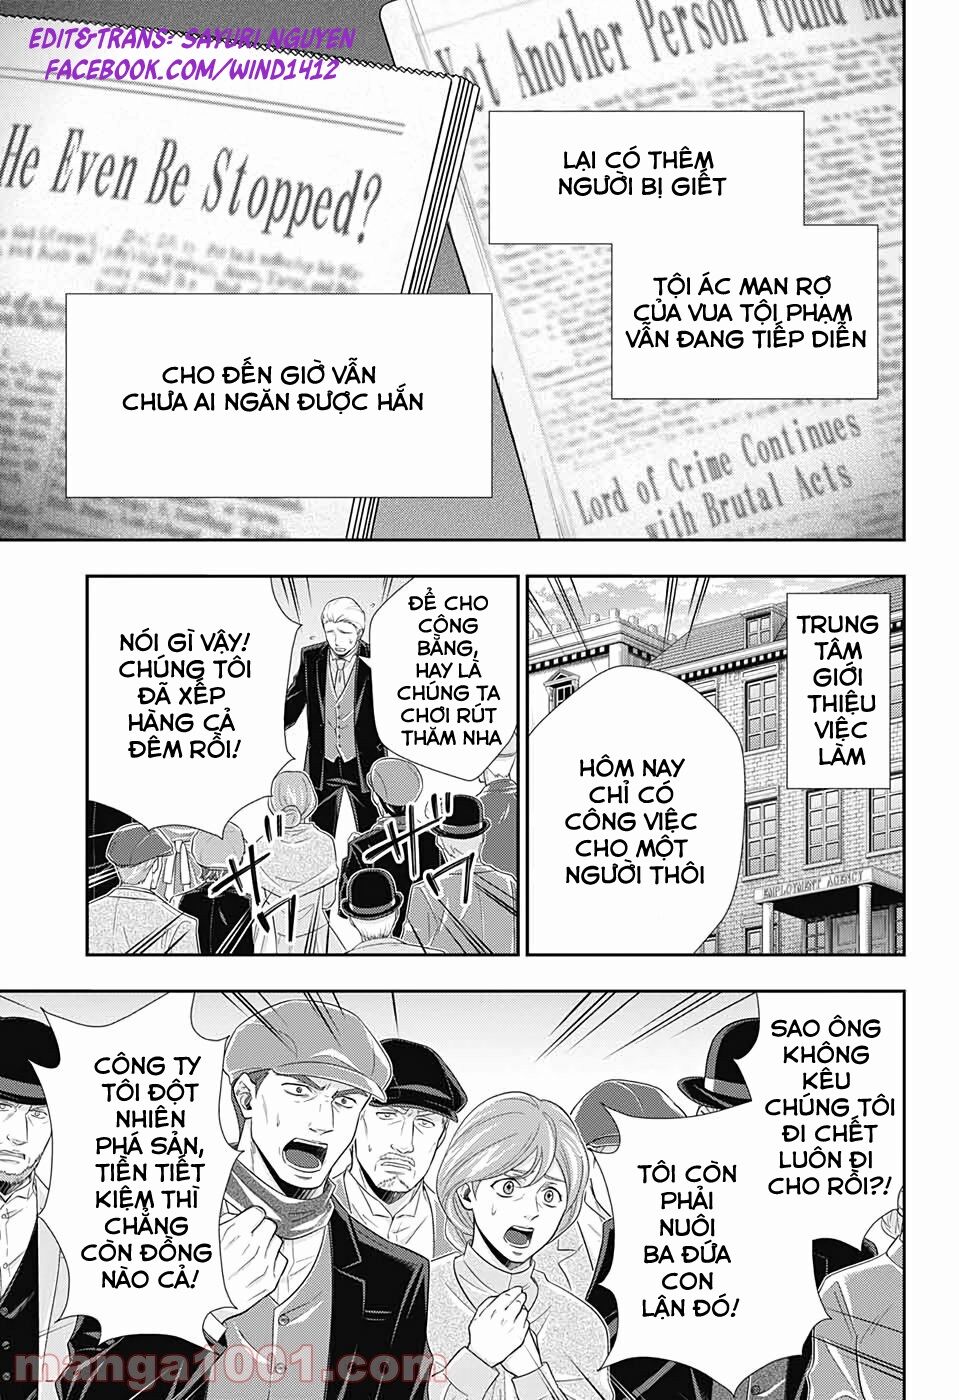 EDIT&TRANS: SAYURI NGUYEN
FACEBOOK.COM/WIND1412
Yet Another Person Found
He Even Be Stopped?
LẠI CÓ THÊM
NGƯỜI BỊ GIẾT
TỘI ÁC MAN RỢ
CỦA VUA TỘI PHẠM
VẪN ĐANG TIẾP DIỄN
CHO ĐẾN GIỜ VẪN
CHƯA AI NGĂN ĐƯỢC HẮN
Lord of Crime Continues
with Brutal Acts
TRUNG
TÂM
GIỚI
THIỆU
VIỆC
LÀM
HÔM NAY
CHỈ CÓ
CÔNG VIỆC
CHO MỘT
NGƯỜI THÔI
EMPLOYMENT AGENCY
ĐỂ CHO
CÔNG
BẰNG,
HAY LÀ
CHÚNG TA
CHƠI RÚT
THĂM NHA
NÓI GÌ VẬY!
CHÚNG TÔI
ĐÃ XẾP
HÀNG CẢ
ĐÊM RỒI!
SAO ÔNG
KHÔNG
KÊU
CHÚNG TÔI
ĐI CHẾT
LUÔN ĐI
CHO RỒI?!
TÔI CÒN
PHẢI
NUÔI
BA ĐỨA
CON
LẬN ĐÓ!
CÔNG TY
TÔI ĐỘT
NHIÊN
PHÁ SẢN,
TIỀN TIẾT
KIỆM THÌ
CHẲNG
CÒN ĐỒNG
NÀO CẢ!
manga1001.com